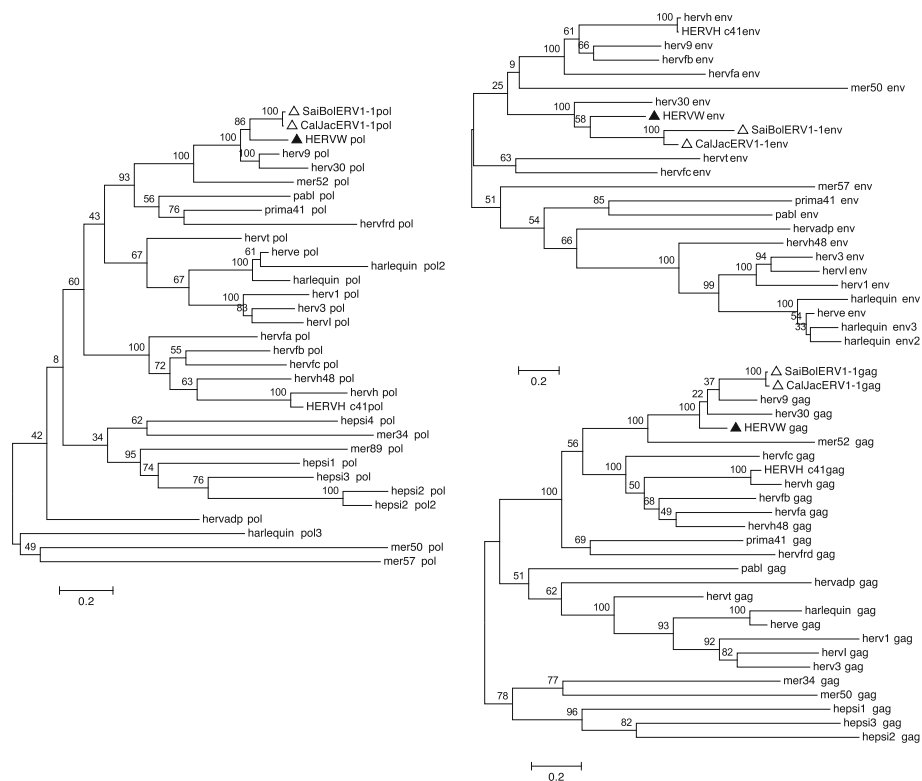 100
SaiBolERV1-1pol
86
CalJacERV1-1pol
100
HERVW pol
100
herv9 pol
100
herv30 pol
93
mer52 pol
56
pabl pol
76
prima41 pol
hervfrd pol
43
hervt pol
67
61
herve pol
100
harlequin pol2
67
harlequin pol
100
herv1 pol
83
herv3 pol
hervl pol
60
hervfa pol
100
55
hervfb pol
72
hervfc pol
63
hervh48 pol
100
hervh pol
HERVH c41pol
8
62
hepsi4 pol
34
mer34 pol
95
mer89 pol
74
hepsi1 pol
76
hepsi3 pol
100
hepsi2 pol
hepsi2 pol2
42
hervadp pol
harlequin pol3
49
mer50 pol
mer57 pol
0.2
100
hervh env
61
HERVH c41env
66
herv9 env
100
hervfb env
9
hervfa env
25
mer50 env
100
herv30 env
58
HERVW env
100
SaiBolERV1-1env
CalJacERV1-1env
63
hervt env
hervfc env
51
mer57 env
85
prima41 env
54
pabl env
66
hervadp env
100
hervh48 env
94
herv3 env
100
hervl env
99
herv1 env
100
harlequin env
54
herve env
33
harlequin env3
harlequin env2
0.2
100
SaiBolERV1-1gag
37
CalJacERV1-1gag
22
herv9 gag
100
herv30 gag
HERVW gag
56
mer52 gag
hervfc gag
100
100
HERVH c41gag
50
hervh gag
68
hervfb gag
49
hervfa gag
hervh48 gag
100
69
prima41 gag
hervfrd gag
51
pabl gag
62
hervadp gag
100
hervt gag
100
harlequin gag
93
herve gag
92
herv1 gag
82
hervl gag
herv3 gag
77
mer34 gag
78
mer50 gag
96
hepsi1 gag
82
hepsi3 gag
hepsi2 gag
0.2